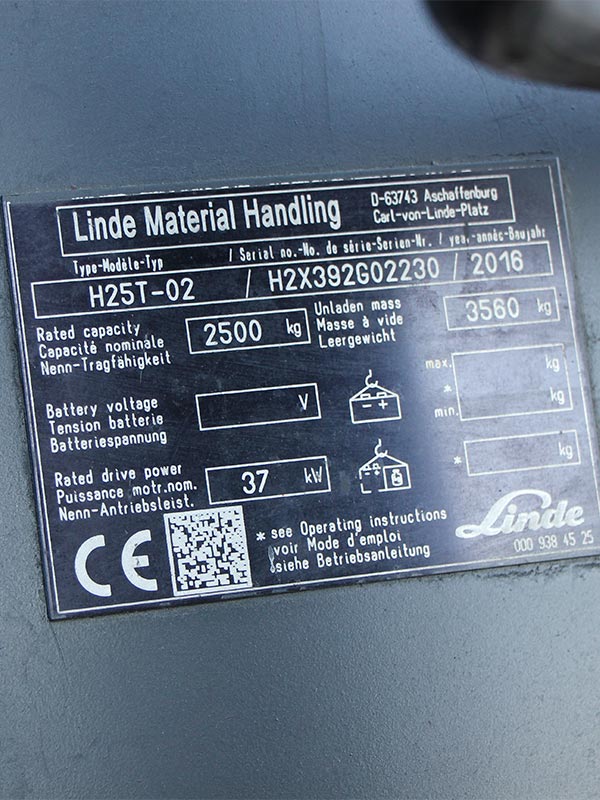 Linde Material Handling
D-63743 Aschaffenburg
Carl-von-Linde-Platz
Type-Modèle-Typ / Serial no.-No. de série-Serien-Nr. / year-année-Baujahr
H25T-02 / H2X392G02230 / 2016
Rated capacity
Capacité nominale
Nenn-Tragfähigkeit
2500 kg
Unladen mass
Masse à vide
Leergewicht
3560 kg
Battery voltage
Tension batterie
Batteriespannung
V
max. kg
*
min. kg
Rated drive power
Puissance motr.nom.
Nenn-Antriebsleist.
37 kW
* kg
CE
* see Operating instructions
voir Mode d'emploi
siehe Betriebsanleitung
Linde
000 938 45 25